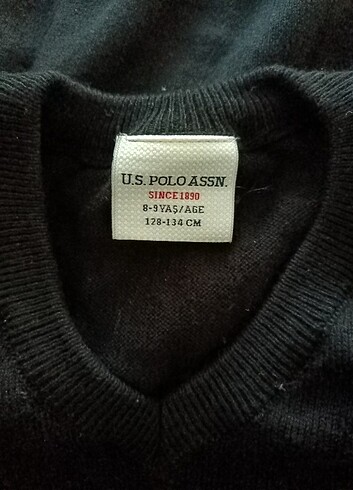 U.S. POLO ASSN.
SINCE 1890
8-9 YAŞ/AGE
128-134 CM